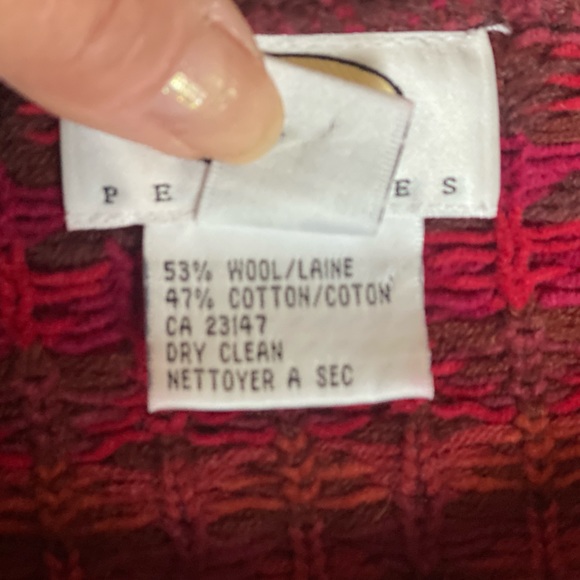 P E E S
53% WOOL/LAINE
47% COTTON/COTON
CA 23147
DRY CLEAN
NETTOYER A SEC